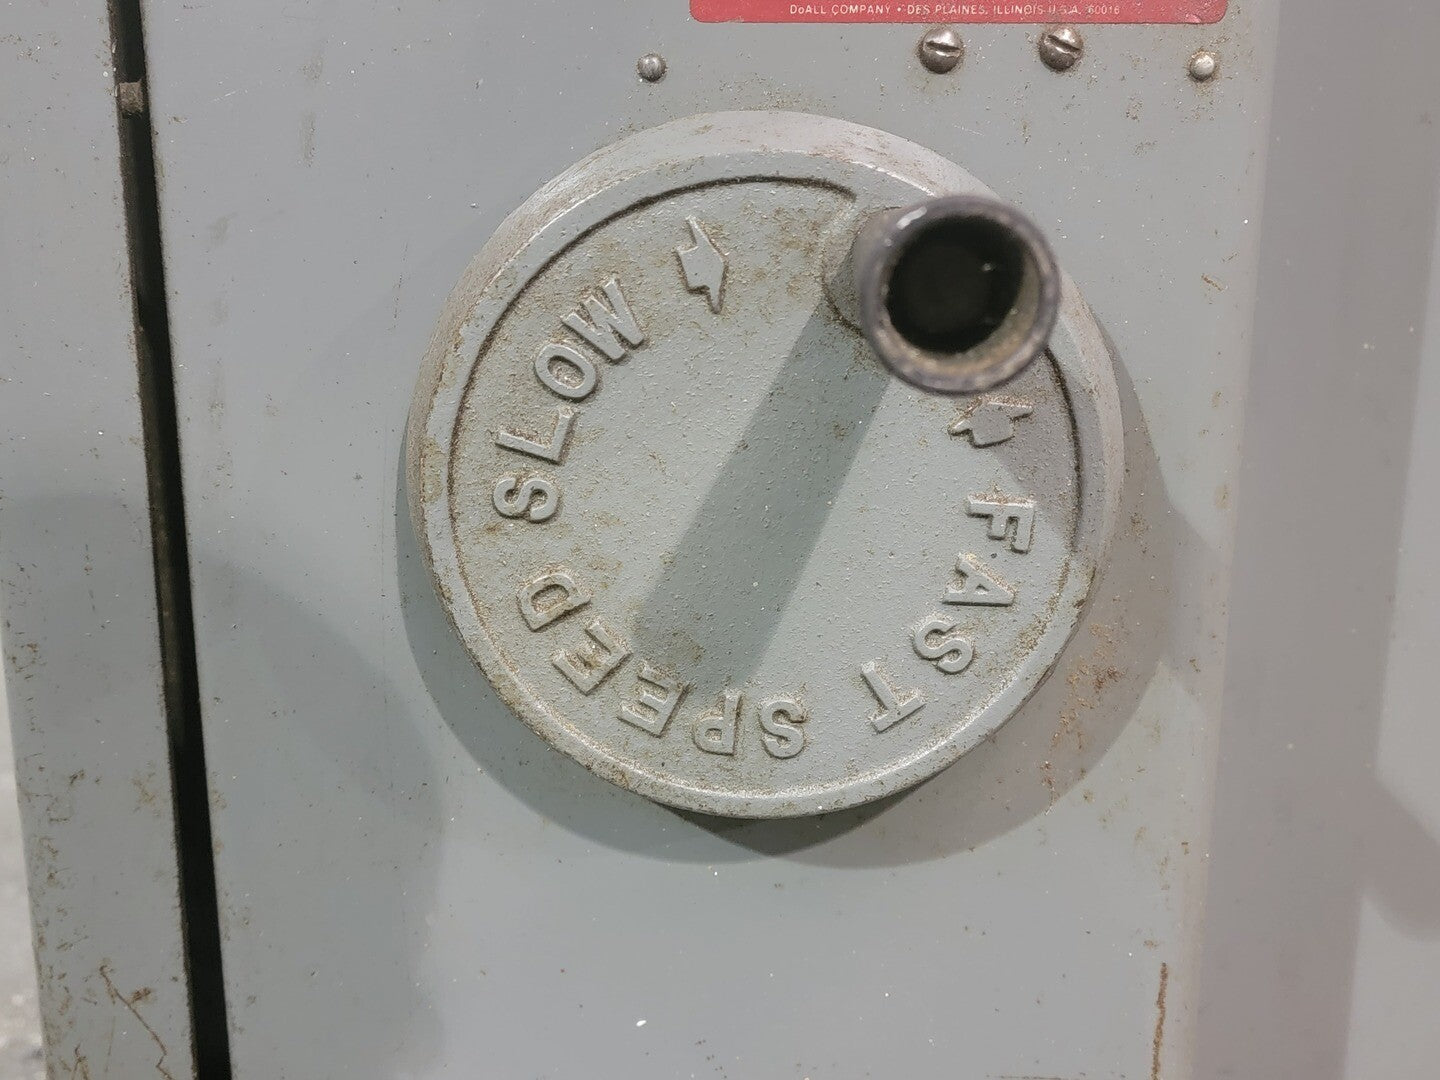 DoALL COMPANY • DES PLAINES, ILLINOIS U.S.A. 60016
SLOW
SPEED
FAST